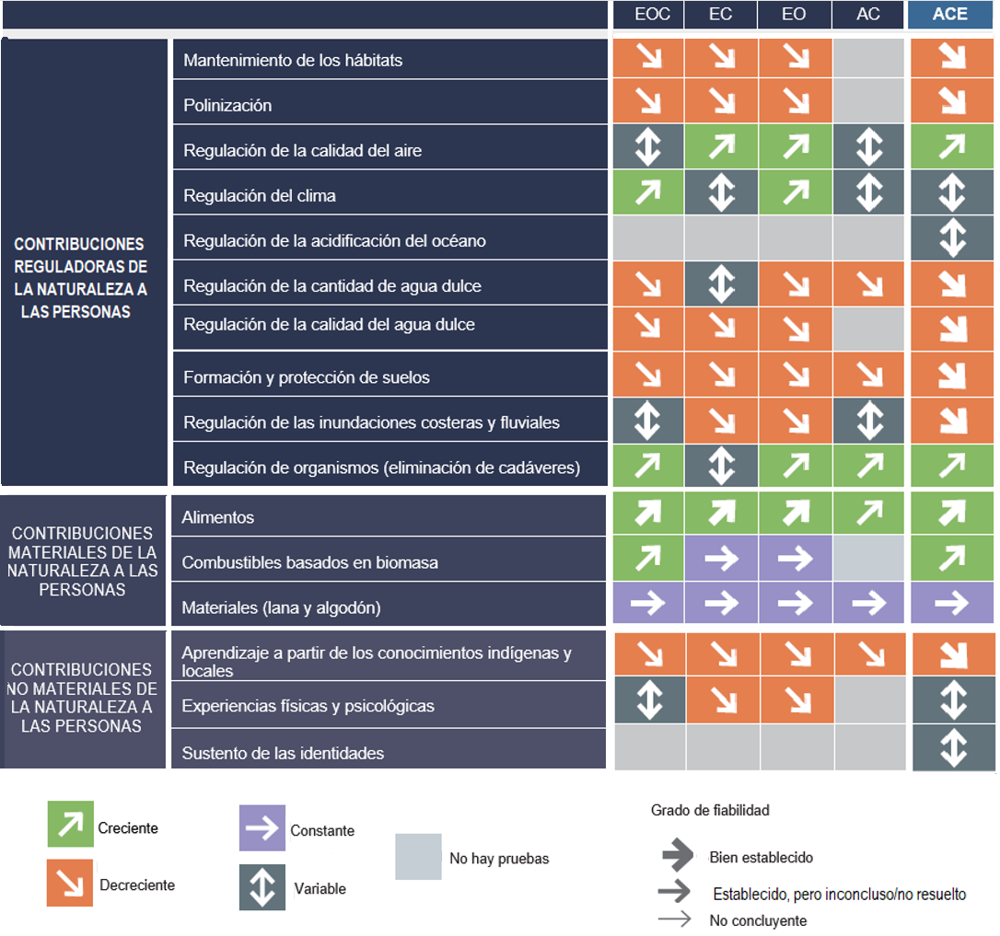 EOC EC EO AC ACE
Mantenimiento de los hábitats
Polinización
Regulación de la calidad del aire
Regulación del clima
Regulación de la acidificación del océano
Regulación de la cantidad de agua dulce
Regulación de la calidad del agua dulce
Formación y protección de suelos
Regulación de las inundaciones costeras y fluviales
Regulación de organismos (eliminación de cadáveres)
CONTRIBUCIONES
REGULADORAS DE
LA NATURALEZA A
LAS PERSONAS
CONTRIBUCIONES
MATERIALES DE LA
NATURALEZA A LAS
PERSONAS
Alimentos
Combustibles basados en biomasa
Materiales (lana y algodón)
CONTRIBUCIONES
NO MATERIALES DE
LA NATURALEZA A
LAS PERSONAS
Aprendizaje a partir de los conocimientos indígenas y
locales
Experiencias físicas y psicológicas
Sustento de las identidades
Creciente
Decreciente
Constante
Variable
No hay pruebas
Grado de fiabilidad
Bien establecido
Establecido, pero inconcluso/no resuelto
No concluyente